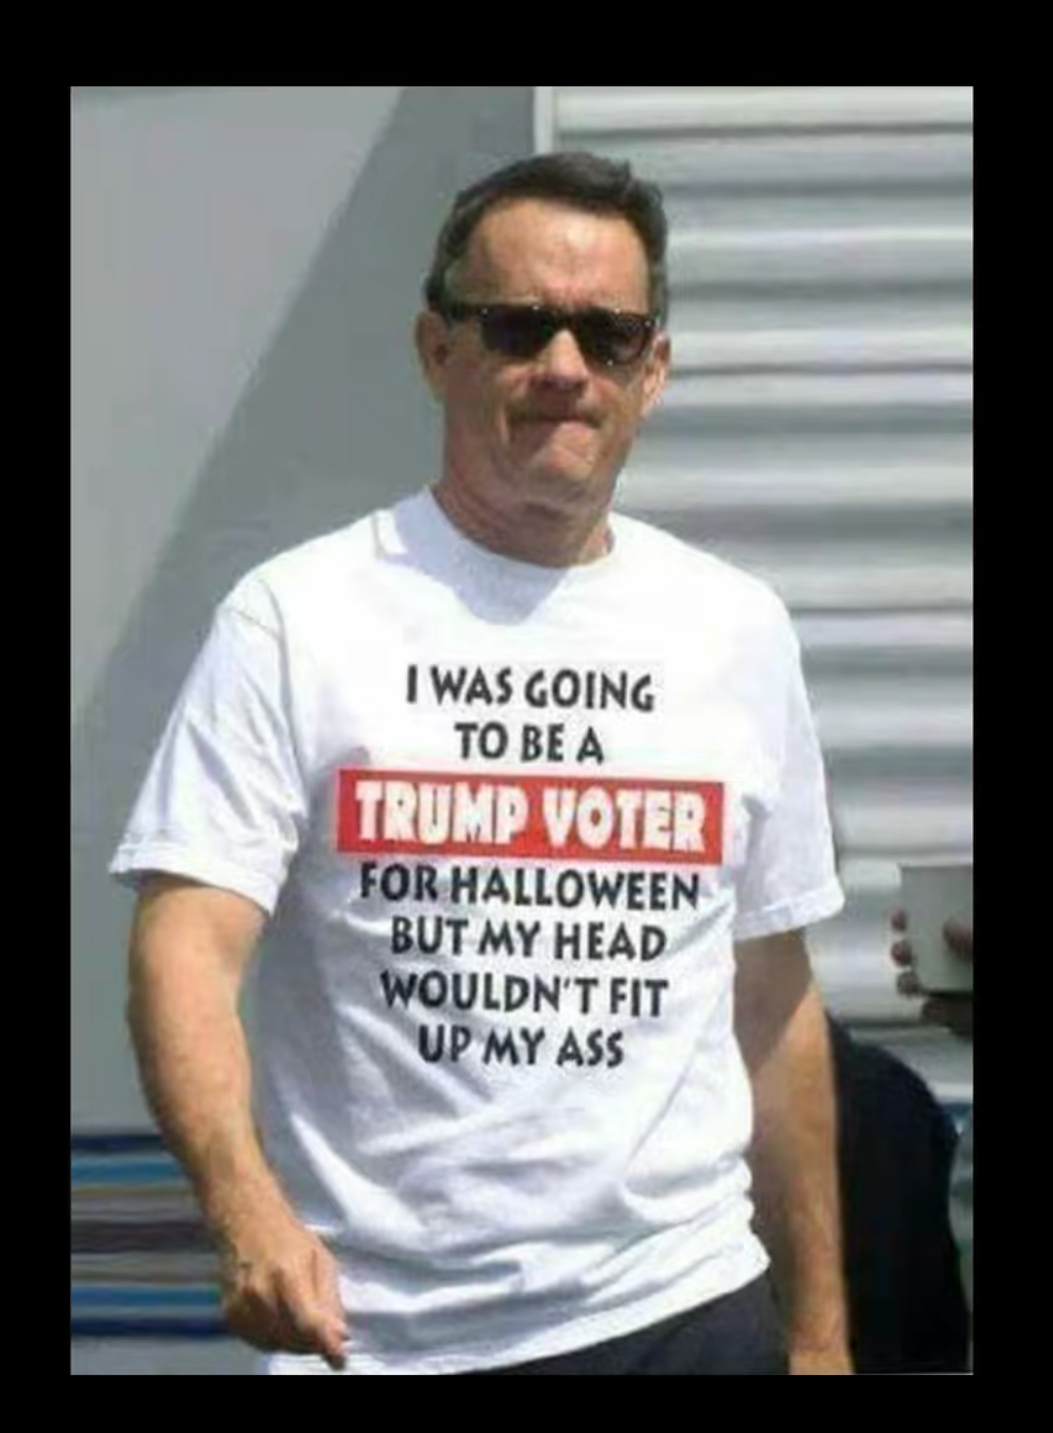 I WAS GOING
TO BE A
TRUMP VOTER
FOR HALLOWEEN
BUT MY HEAD
WOULDN'T FIT
UP MY ASS